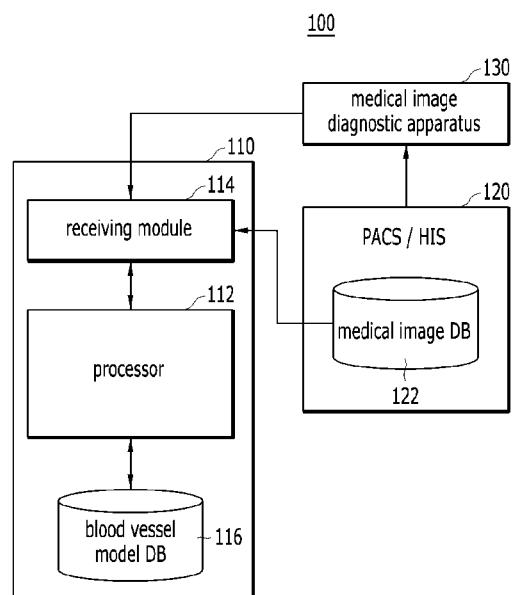 100
130
medical image
diagnostic apparatus
110
114
receiving module
120
PACS / HIS
112
processor
medical image DB
122
blood vessel
model DB
116